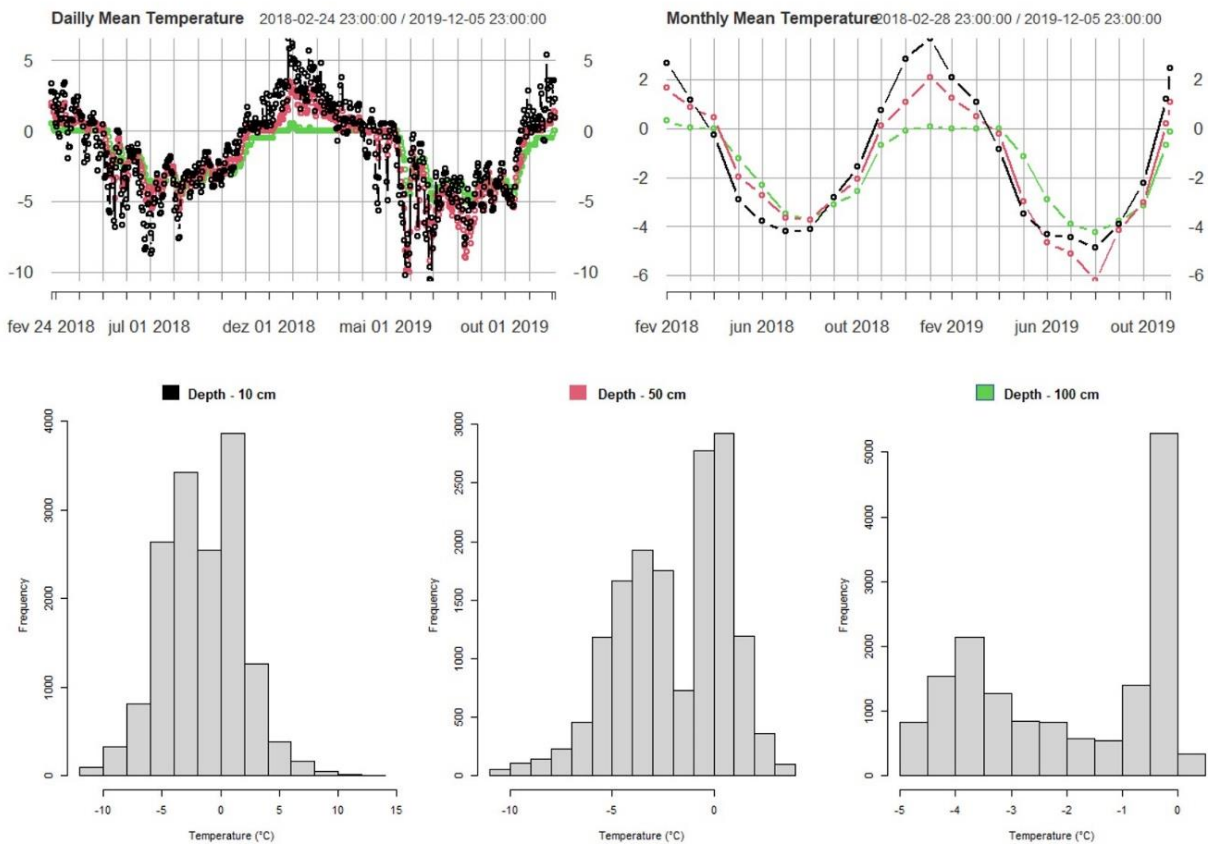 Dailly Mean Temperature 2018-02-24 23:00:00 / 2019-12-05 23:00:00
5 5
0 0
-5 -5
-10 -10
fev 24 2018 jul 01 2018 dez 01 2018 mai 01 2019 out 01 2019
Monthly Mean Temperature 2018-02-28 23:00:00 / 2019-12-05 23:00:00
2 2
0 0
-2 -2
-4 -4
-6 -6
fev 2018 jun 2018 out 2018 fev 2019 jun 2019 out 2019
Depth - 10 cm
Frequency
4000
3000
2000
1000
0
-10 -5 0 5 10 15
Temperature (°C)
Depth - 50 cm
Frequency
3000
2500
2000
1500
1000
500
0
-10 -5 0
Temperature (°C)
Depth - 100 cm
Frequency
5000
4000
3000
2000
1000
0
-5 -4 -3 -2 -1 0
Temperature (°C)